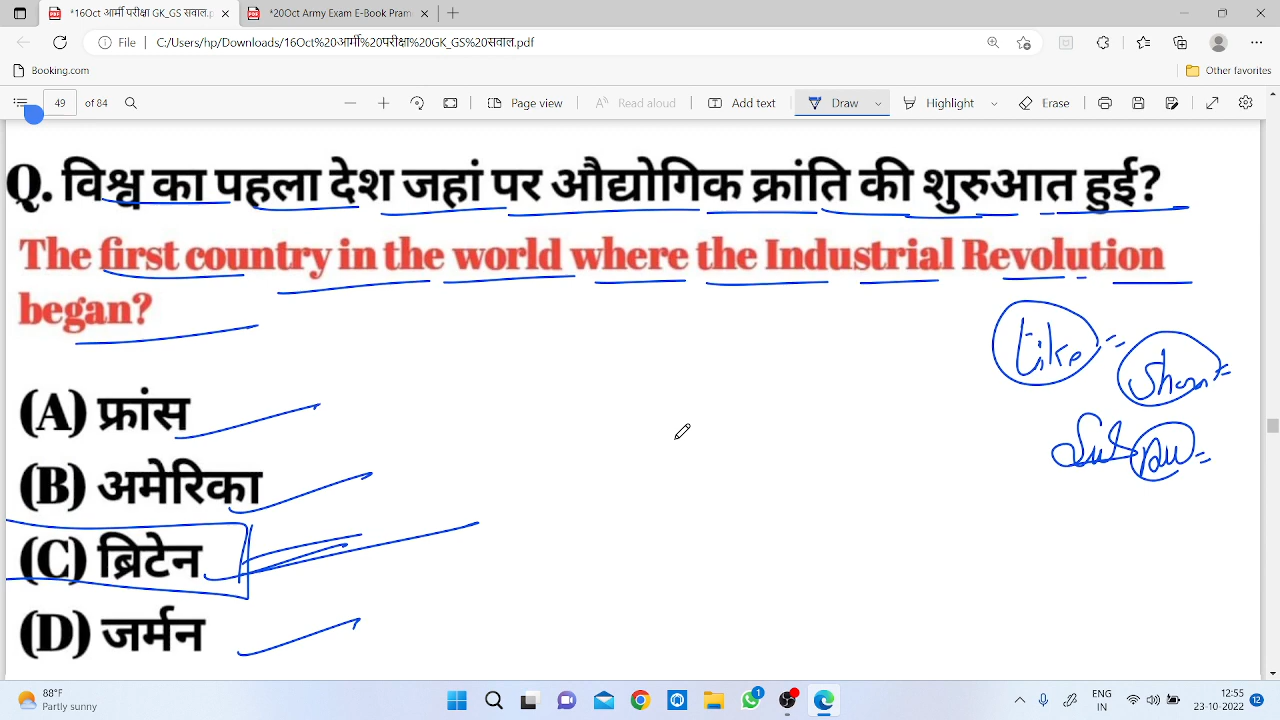 *16Oct आर्मी परीक्षा GK_GS सवाल.p
*20Oct Army Exam E-Book Pram
File
C:/Users/hp/Downloads/16Oct%20आर्मी%20परीक्षा%20GK_GS%20सवाल.pdf
Booking.com
Other favorites
49 of 84
Page view
Read aloud
Add text
Draw
Highlight
Erase
Q. विश्व का पहला देश जहां पर औद्योगिक क्रांति की शुरुआत हुई?
The first country in the world where the Industrial Revolution
began?
Like
(A) फ्रांस
(B) अमेरिका
(C) ब्रिटेन
(D) जर्मन
88°F
Partly sunny
1
ENG
IN
12:55
23-10-2022